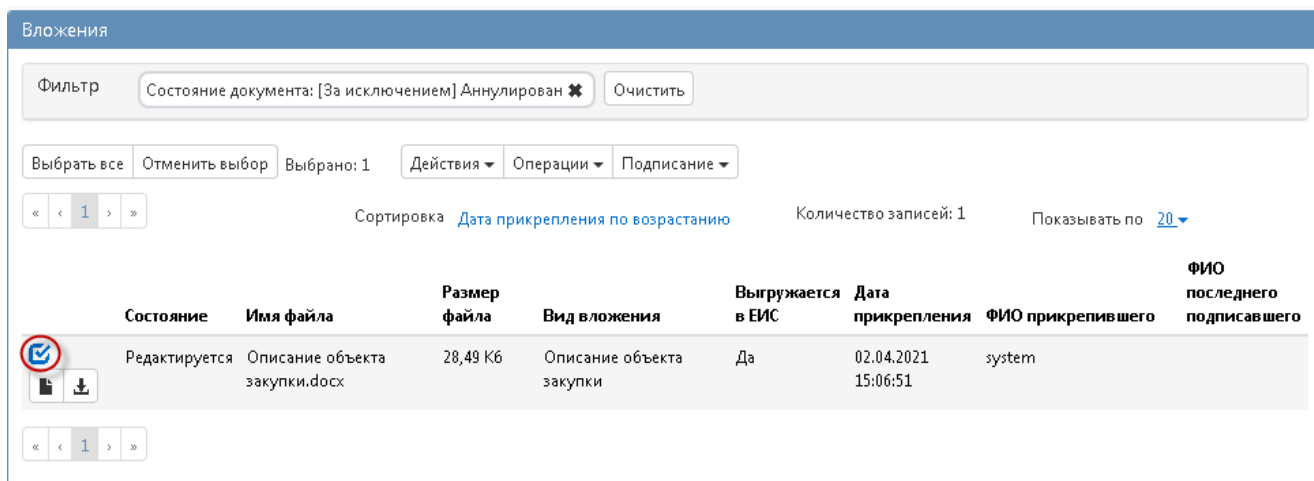 Вложения
Фильтр Состояние документа: [За исключением] Аннулирован ✖ Очистить
Выбрать все Отменить выбор Выбрано: 1 Действия Операции Подписание
« ‹ 1 › » Сортировка Дата прикрепления по возрастанию Количество записей: 1 Показывать по 20
ФИО
Размер Выгружается Дата последнего
Состояние Имя файла файла Вид вложения в ЕИС прикрепления ФИО прикрепившего подписавшего
Редактируется Описание объекта 28,49 Кб Описание объекта Да 02.04.2021 system
закупки.docx закупки 15:06:51
« ‹ 1 › »